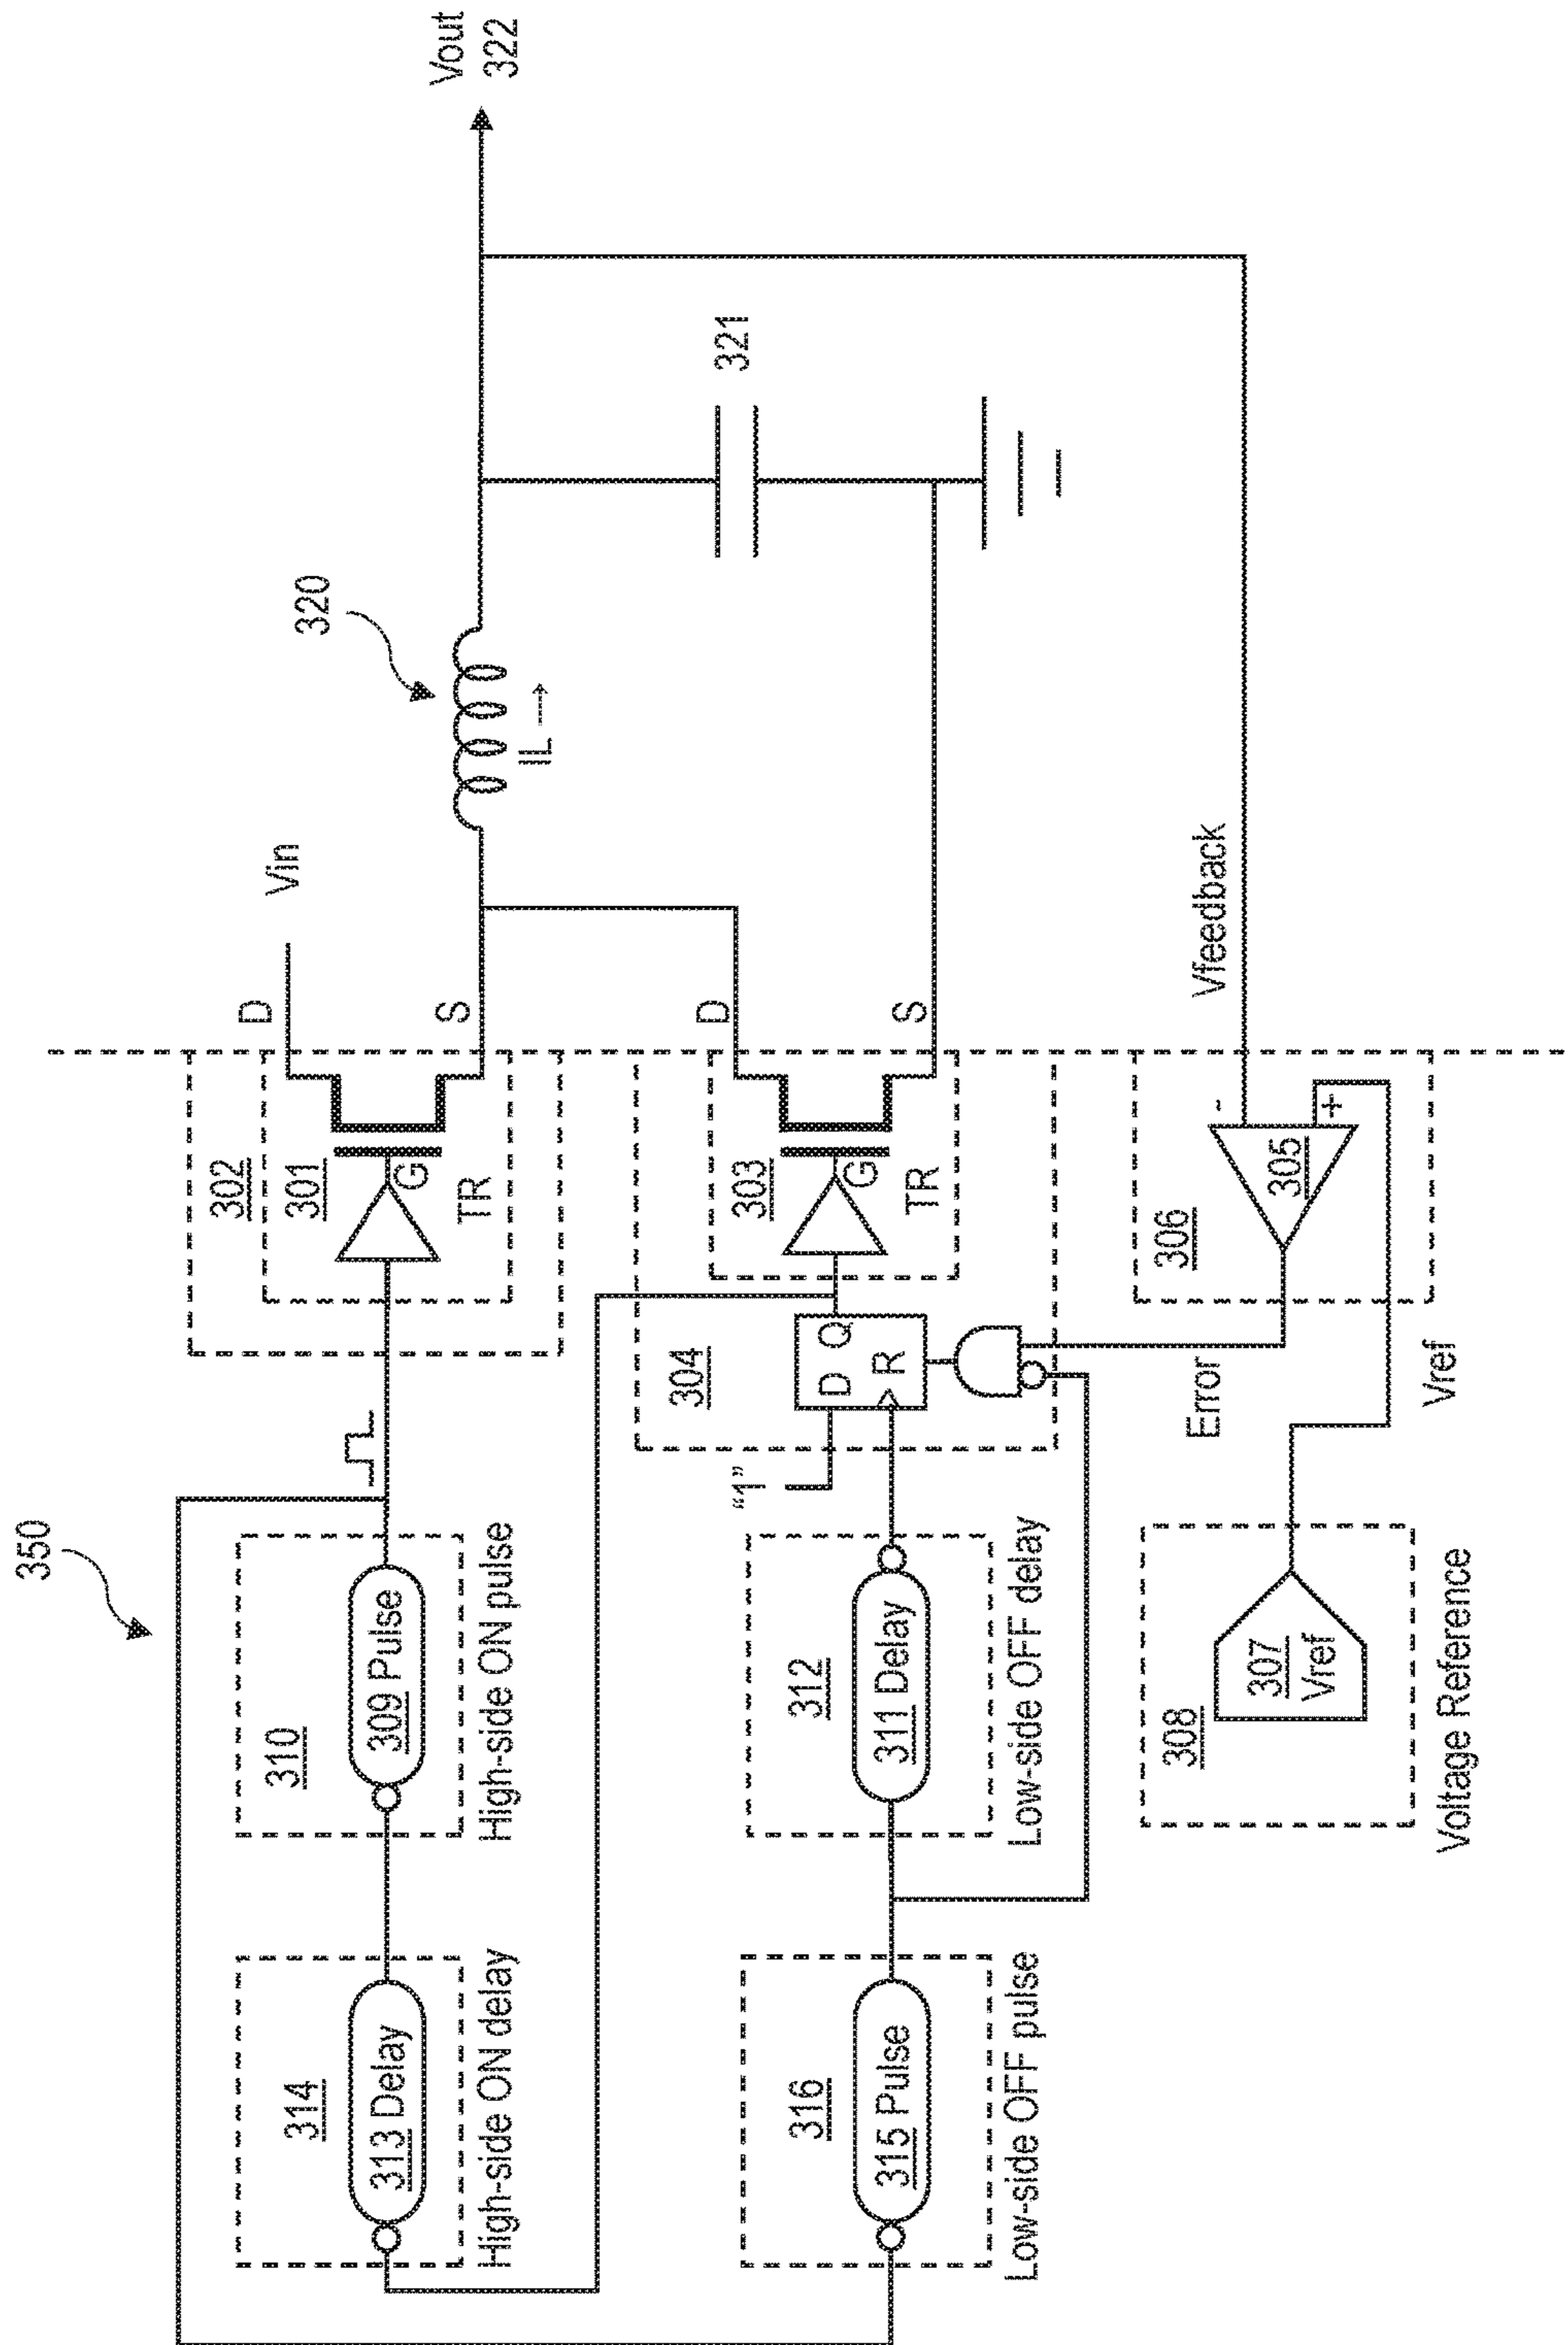 350
314
313 Delay
High-side ON delay
310
309 Pulse
High-side ON pulse
302
301
G
TR
D
S
Vin
320
IL →
Vout
322
321
316
315 Pulse
Low-side OFF pulse
312
311 Delay
Low-side OFF delay
"1"
304
D Q
R
303
G
TR
D
S
308
307
Vref
Voltage Reference
Error
Vref
306
305
-
+
Vfeedback